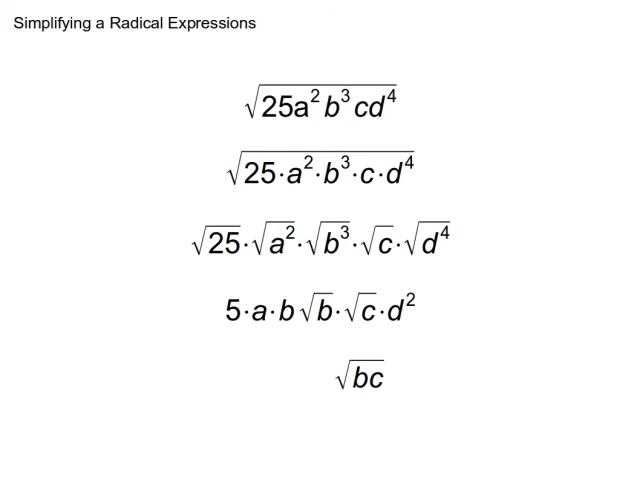 Simplifying a Radical Expressions
√25a²b³cd⁴
√25·a²·b³·c·d⁴
√25·√a²·√b³·√c·√d⁴
5·a·b√b·√c·d²
√bc